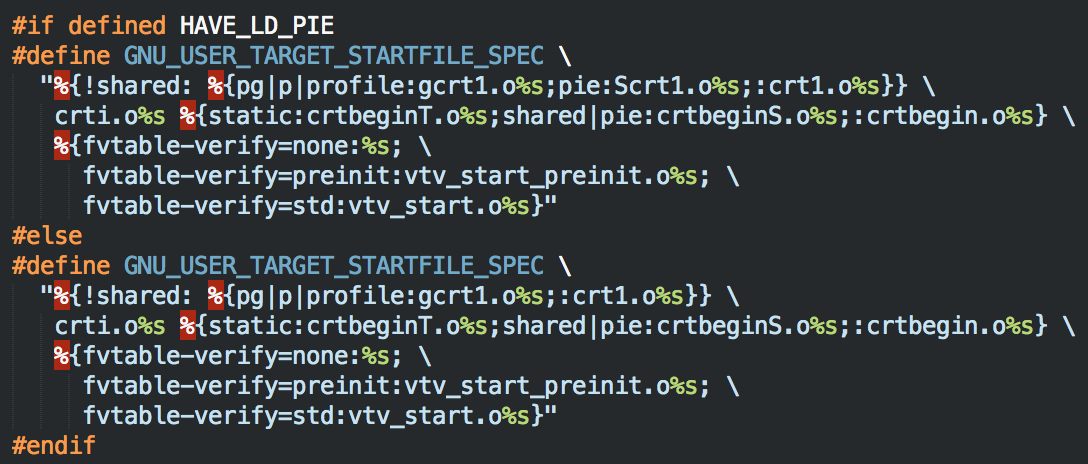 #if defined HAVE_LD_PIE
#define GNU_USER_TARGET_STARTFILE_SPEC \
  "%{!shared: %{pg|p|profile:gcrt1.o%s;pie:Scrt1.o%s;:crt1.o%s}} \
   crti.o%s %{static:crtbeginT.o%s;shared|pie:crtbeginS.o%s;:crtbegin.o%s} \
   %{fvtable-verify=none:%s; \
     fvtable-verify=preinit:vtv_start_preinit.o%s; \
     fvtable-verify=std:vtv_start.o%s}"
#else
#define GNU_USER_TARGET_STARTFILE_SPEC \
  "%{!shared: %{pg|p|profile:gcrt1.o%s;:crt1.o%s}} \
   crti.o%s %{static:crtbeginT.o%s;shared|pie:crtbeginS.o%s;:crtbegin.o%s} \
   %{fvtable-verify=none:%s; \
     fvtable-verify=preinit:vtv_start_preinit.o%s; \
     fvtable-verify=std:vtv_start.o%s}"
#endif